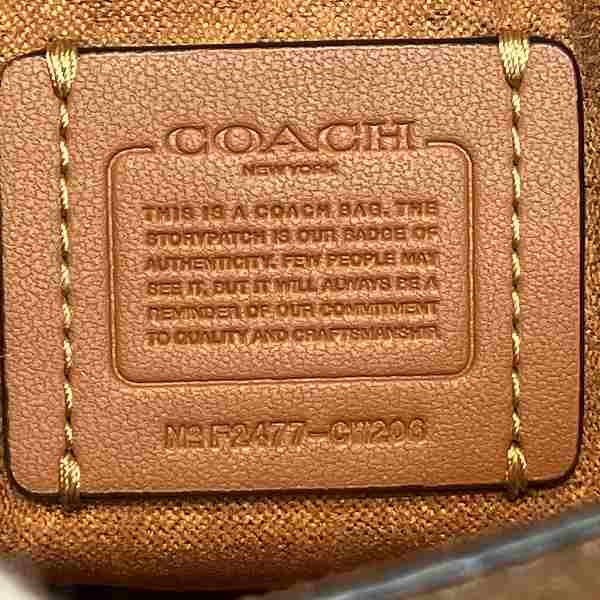 COACH
NEW YORK
THIS IS A COACH BAG. THE
STORYPATCH IS OUR BADGE OF
AUTHENTICITY. FEW PEOPLE MAY
SEE IT, BUT IT WILL ALWAYS BE A
REMINDER OF OUR COMMITMENT
TO QUALITY AND CRAFTSMANSHIP.
Nº F2477-CW206